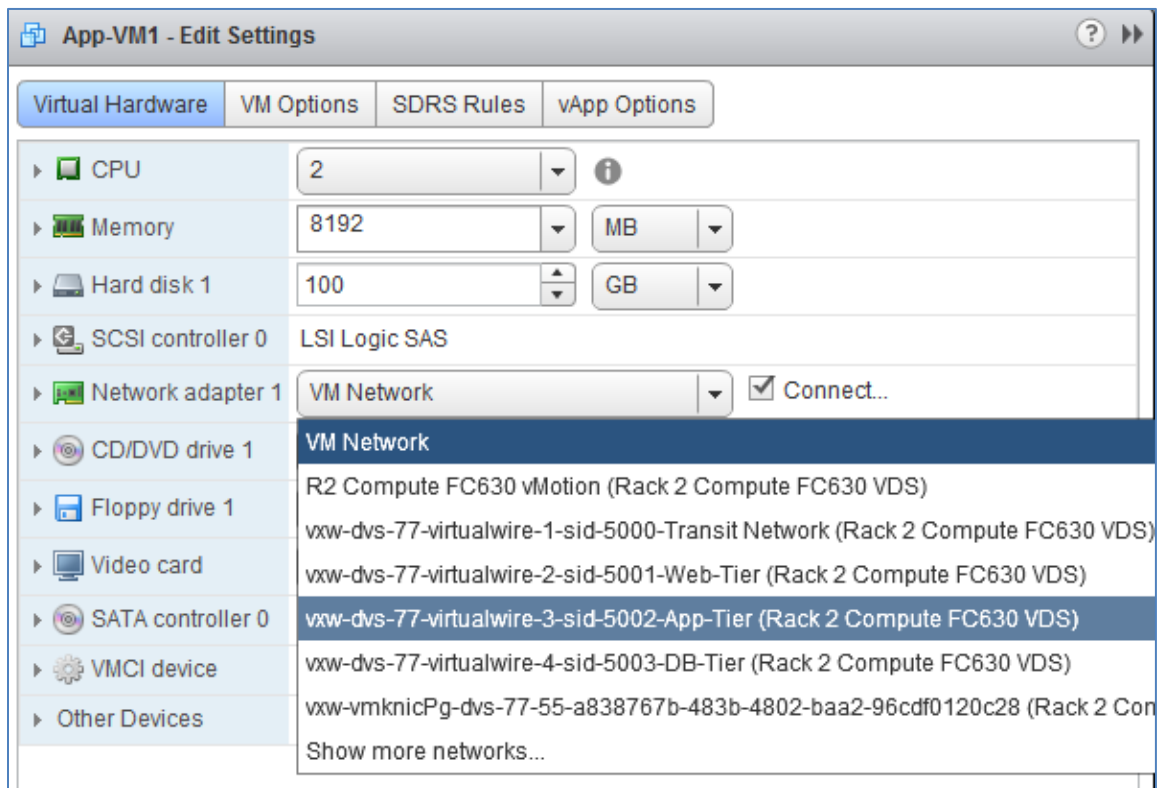 App-VM1 - Edit Settings
Virtual Hardware VM Options SDRS Rules vApp Options
CPU 2
Memory 8192 MB
Hard disk 1 100 GB
SCSI controller 0 LSI Logic SAS
Network adapter 1 VM Network Connect...
CD/DVD drive 1 VM Network
R2 Compute FC630 vMotion (Rack 2 Compute FC630 VDS)
Floppy drive 1
vxw-dvs-77-virtualwire-1-sid-5000-Transit Network (Rack 2 Compute FC630 VDS)
Video card vxw-dvs-77-virtualwire-2-sid-5001-Web-Tier (Rack 2 Compute FC630 VDS)
SATA controller 0 vxw-dvs-77-virtualwire-3-sid-5002-App-Tier (Rack 2 Compute FC630 VDS)
VMCI device vxw-dvs-77-virtualwire-4-sid-5003-DB-Tier (Rack 2 Compute FC630 VDS)
Other Devices vxw-vmknicPg-dvs-77-55-a838767b-483b-4802-baa2-96cdf0120c28 (Rack 2 Con
Show more networks...